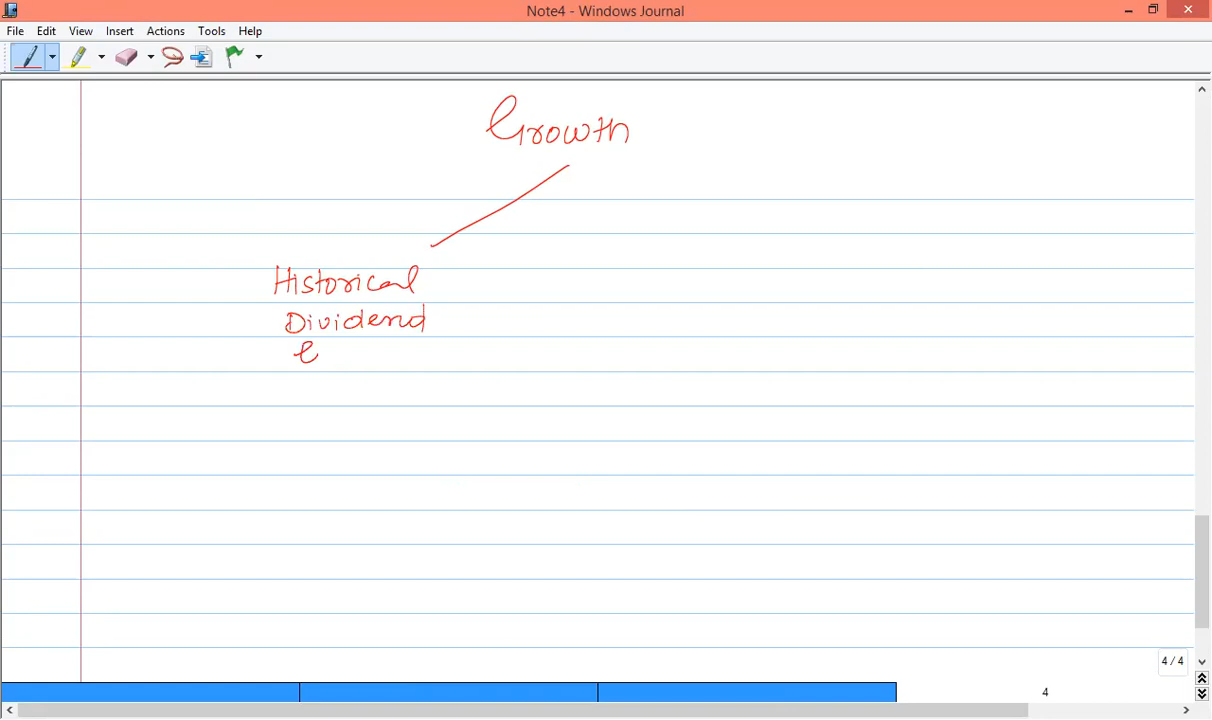 Note4 - Windows Journal
File Edit View Insert Actions Tools Help
Growth
Historical
Dividend
4 / 4
4